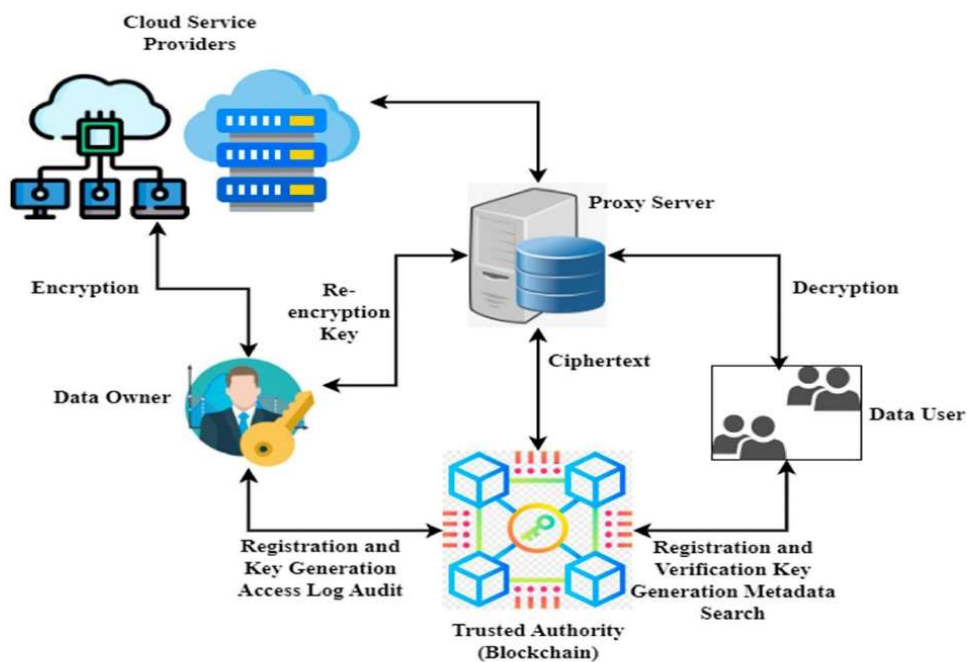 Cloud Service
Providers
Proxy Server
Encryption
Re-
encryption
Key
Decryption
Ciphertext
Data Owner
Data User
Registration and
Key Generation
Access Log Audit
Registration and
Verification Key
Generation Metadata
Search
Trusted Authority
(Blockchain)